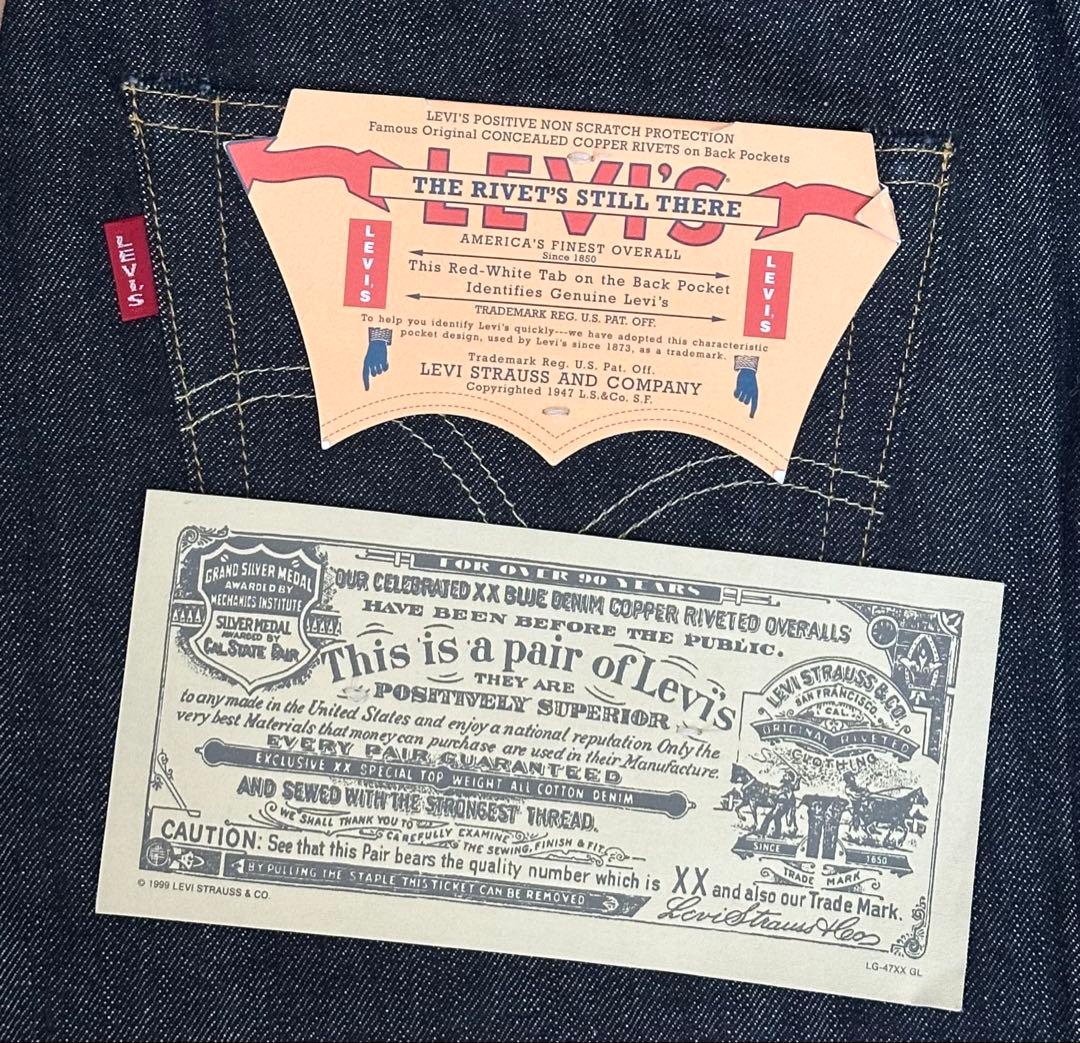 LEVI'S POSITIVE NON SCRATCH PROTECTION
Famous Original CONCEALED COPPER RIVETS on Back Pockets
LEVI'S
THE RIVET'S STILL THERE
AMERICA'S FINEST OVERALL
Since 1850
LEVI'S
This Red-White Tab on the Back Pocket
Identifies Genuine Levi's
LEVI'S
TRADEMARK REG. U.S. PAT. OFF.
To help you identify Levi's quickly---we have adopted this characteristic
pocket design, used by Levi's since 1873, as a trademark.
Trademark Reg. U.S. Pat. Off.
LEVI STRAUSS AND COMPANY
Copyrighted 1947 L.S.&Co. S.F.
LEVI'S
GRAND SILVER MEDAL
AWARDED BY
MECHANICS INSTITUTE
SILVER MEDAL
AWARDED BY
CAL. STATE FAIR
FOR OVER 90 YEARS
OUR CELEBRATED XX BLUE DENIM COPPER RIVETED OVERALLS
HAVE BEEN BEFORE THE PUBLIC.
This is a pair of Levi's
THEY ARE
POSITIVELY SUPERIOR
to any made in the United States and enjoy a national reputation Only the
very best Materials that money can purchase are used in their Manufacture.
EVERY PAIR GUARANTEED
EXCLUSIVE XX SPECIAL TOP WEIGHT ALL COTTON DENIM
AND SEWED WITH THE STRONGEST THREAD.
WE SHALL THANK YOU TO
CAREFULLY EXAMINE
THE SEWING, FINISH & FIT.
CAUTION: See that this Pair bears the quality number which is XX and also our Trade Mark.
BY PULLING THE STAPLE THIS TICKET CAN BE REMOVED
Levi Strauss & Co
LEVI STRAUSS & CO.
SAN FRANCISCO,
CAL.
ORIGINAL RIVETED
CLOTHING
SINCE 1850
TRADE MARK
© 1999 LEVI STRAUSS & CO.
LG-47XX GL